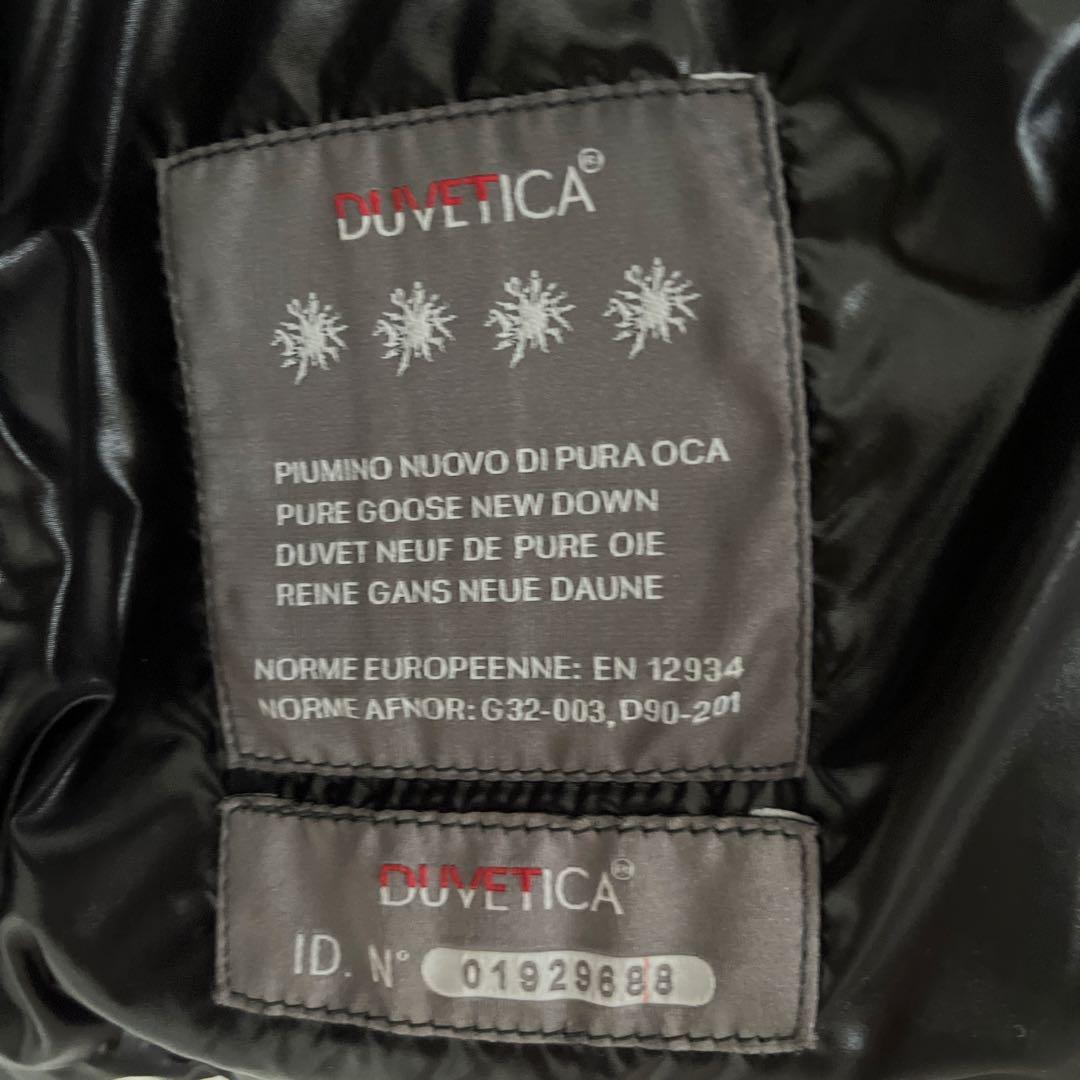 DUVETICA®
PIUMINO NUOVO DI PURA OCA
PURE GOOSE NEW DOWN
DUVET NEUF DE PURE OIE
REINE GANS NEUE DAUNE
NORME EUROPEENNE: EN 12934
NORME AFNOR: G32-003, D90-201
DUVETICA®
ID. N° 01929688